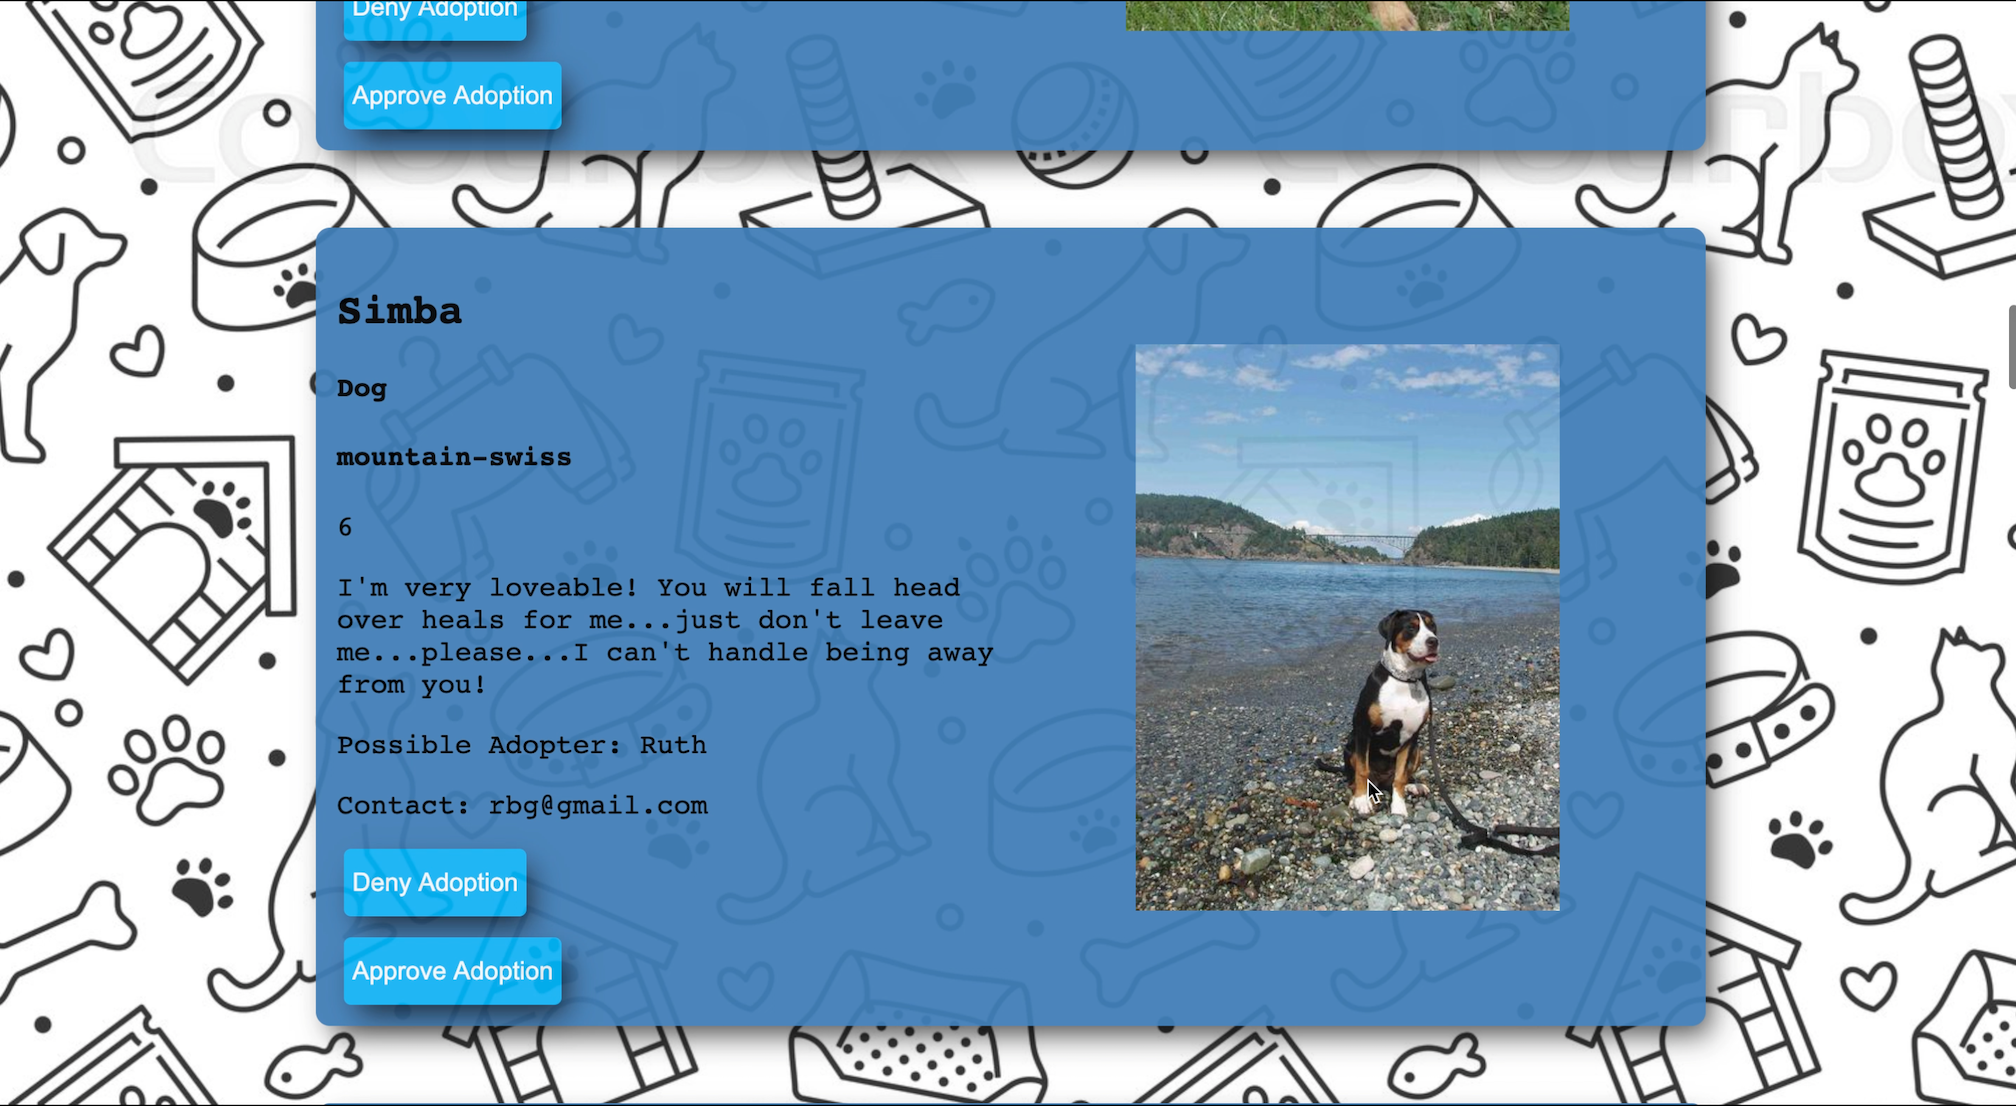 Deny Adoption
Approve Adoption
Colourbox
Simba
Dog
mountain-swiss
6
I'm very loveable! You will fall head
over heals for me...just don't leave
me...please...I can't handle being away
from you!
Possible Adopter: Ruth
Contact: rbg@gmail.com
Deny Adoption
Approve Adoption